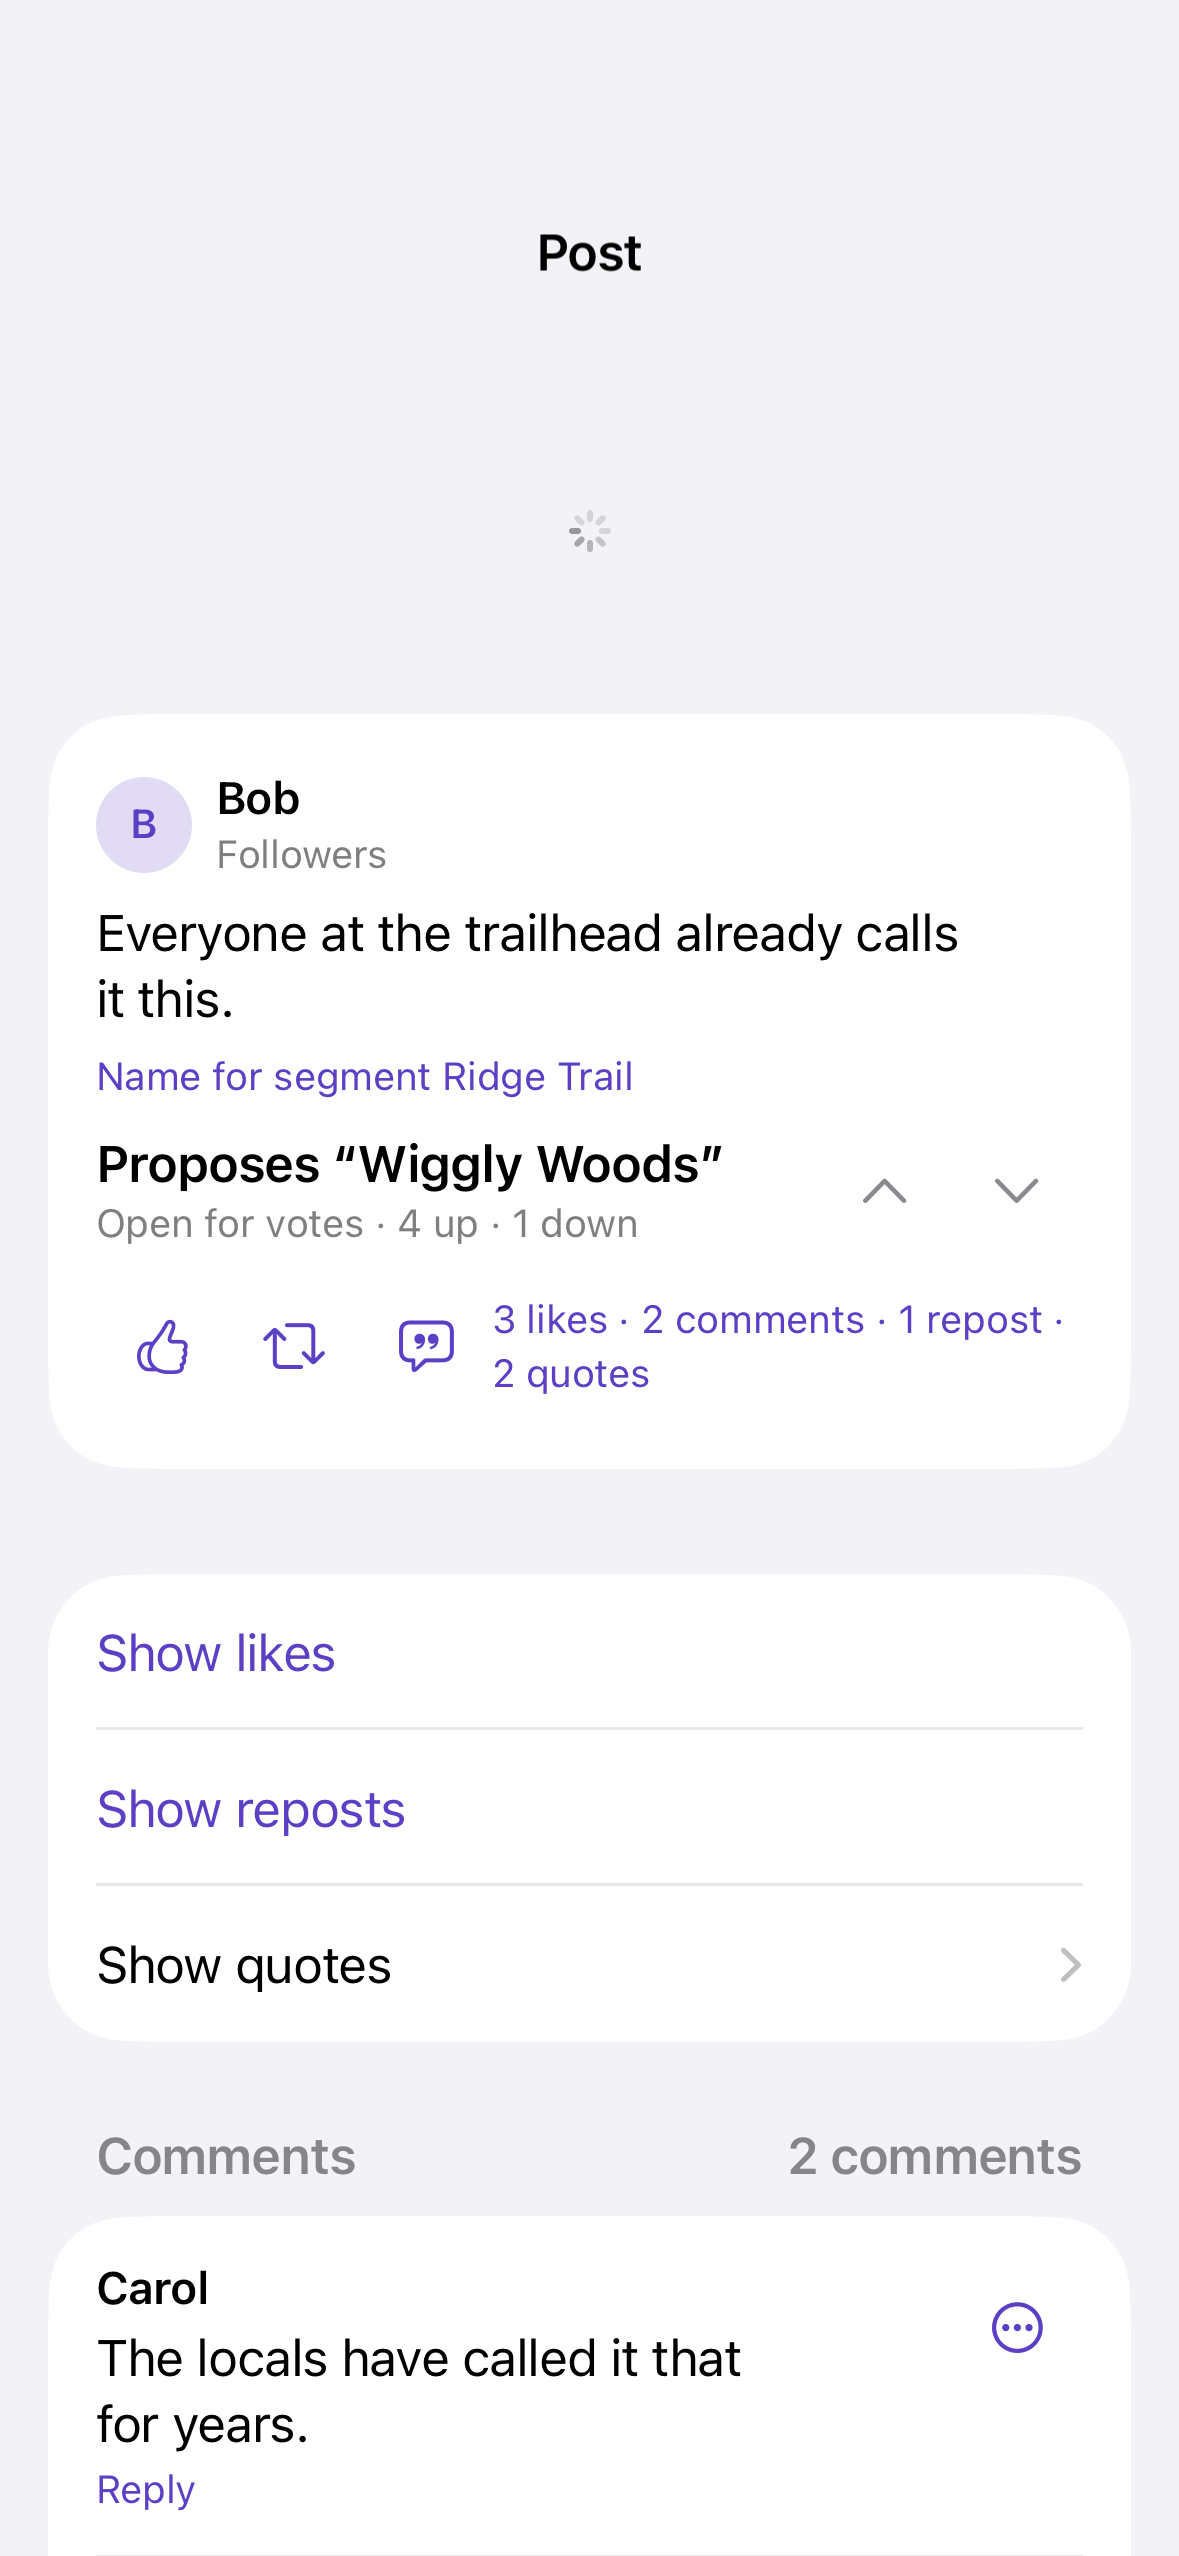 Post
B
Bob
Followers
Everyone at the trailhead already calls
it this.
Name for segment Ridge Trail
Proposes “Wiggly Woods”
Open for votes · 4 up · 1 down
3 likes · 2 comments · 1 repost ·
2 quotes
Show likes
Show reposts
Show quotes
Comments
2 comments
Carol
The locals have called it that
for years.
Reply